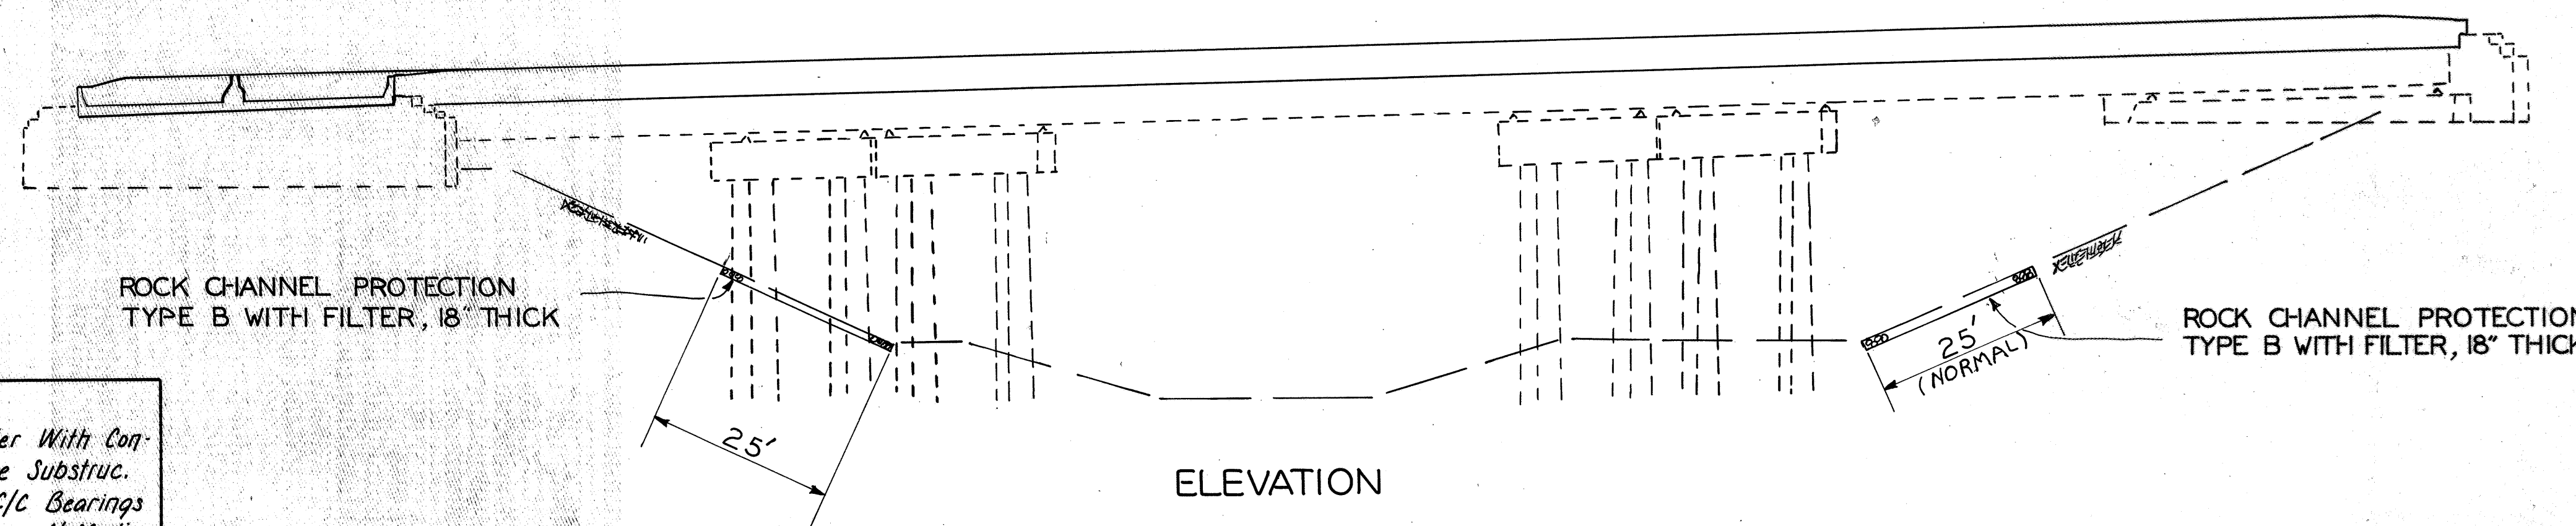 ROCK CHANNEL PROTECTION
TYPE B WITH FILTER, 18" THICK
25'
ELEVATION
25'
(NORMAL)
ROCK CHANNEL PROTECTION
TYPE B WITH FILTER, 18" THICK
er With Con-
e Substruc.
C/C Bearings